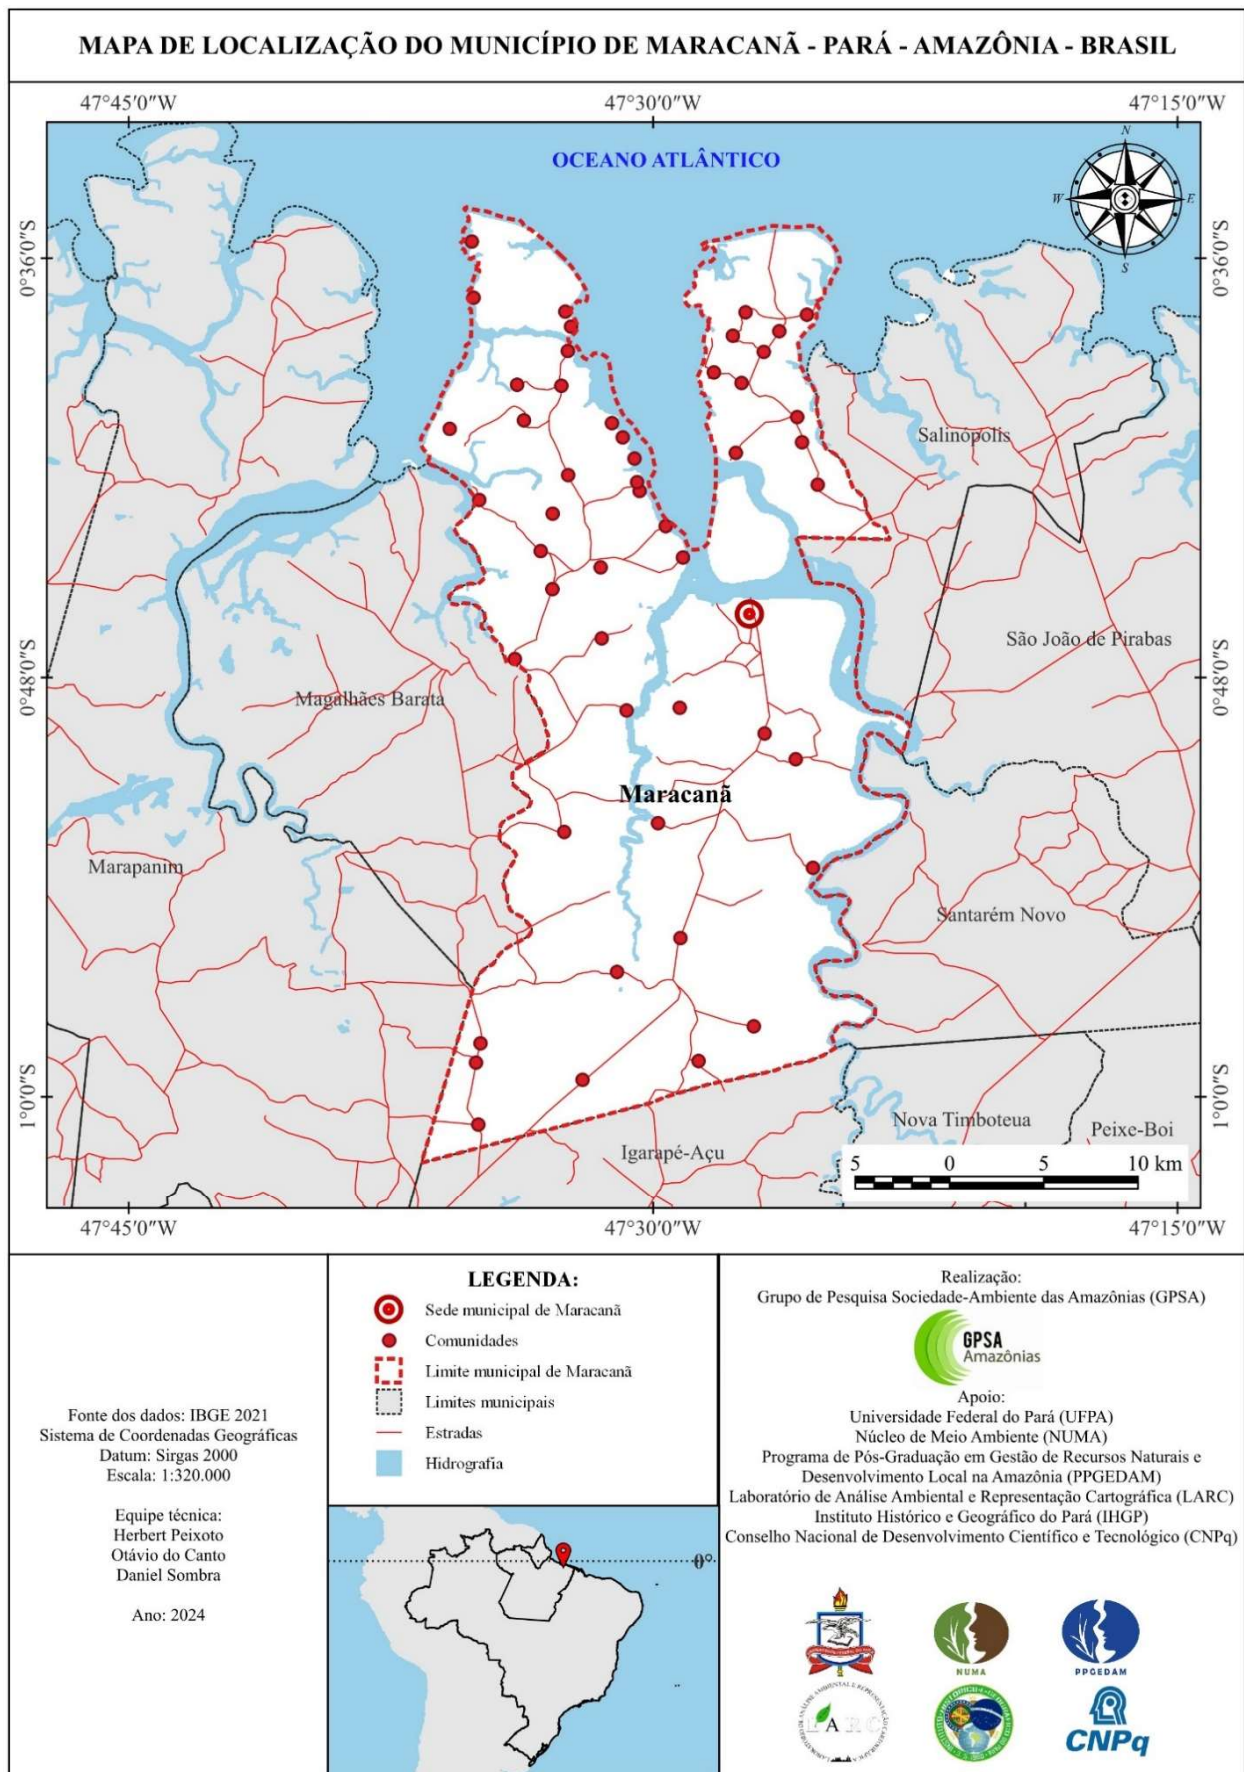 MAPA DE LOCALIZAÇÃO DO MUNICÍPIO DE MARACANÃ - PARÁ - AMAZÔNIA - BRASIL
47°45'0"W 47°30'0"W 47°15'0"W
OCEANO ATLÂNTICO
N
W E
S
0°36'0"S 0°36'0"S
Salinópolis
São João de Pirabas
0°48'0"S 0°48'0"S
Magalhães Barata
Maracanã
Marapanim
Santarém Novo
1°0'0"S 1°0'0"S
Nova Timboteua
Peixe-Boi
Igarapé-Açu
5 0 5 10 km
47°45'0"W 47°30'0"W 47°15'0"W
Fonte dos dados: IBGE 2021
Sistema de Coordenadas Geográficas
Datum: Sirgas 2000
Escala: 1:320.000
Equipe técnica:
Herbert Peixoto
Otávio do Canto
Daniel Sombra
Ano: 2024
LEGENDA:
Sede municipal de Maracanã
Comunidades
Limite municipal de Maracanã
Limites municipais
Estradas
Hidrografia
0°
Realização:
Grupo de Pesquisa Sociedade-Ambiente das Amazônias (GPSA)
GPSA
Amazônias
Apoio:
Universidade Federal do Pará (UFPA)
Núcleo de Meio Ambiente (NUMA)
Programa de Pós-Graduação em Gestão de Recursos Naturais e
Desenvolvimento Local na Amazônia (PPGEDAM)
Laboratório de Análise Ambiental e Representação Cartográfica (LARC)
Instituto Histórico e Geográfico do Pará (IHGP)
Conselho Nacional de Desenvolvimento Científico e Tecnológico (CNPq)
NUMA
PPGEDAM
LARC
CNPq